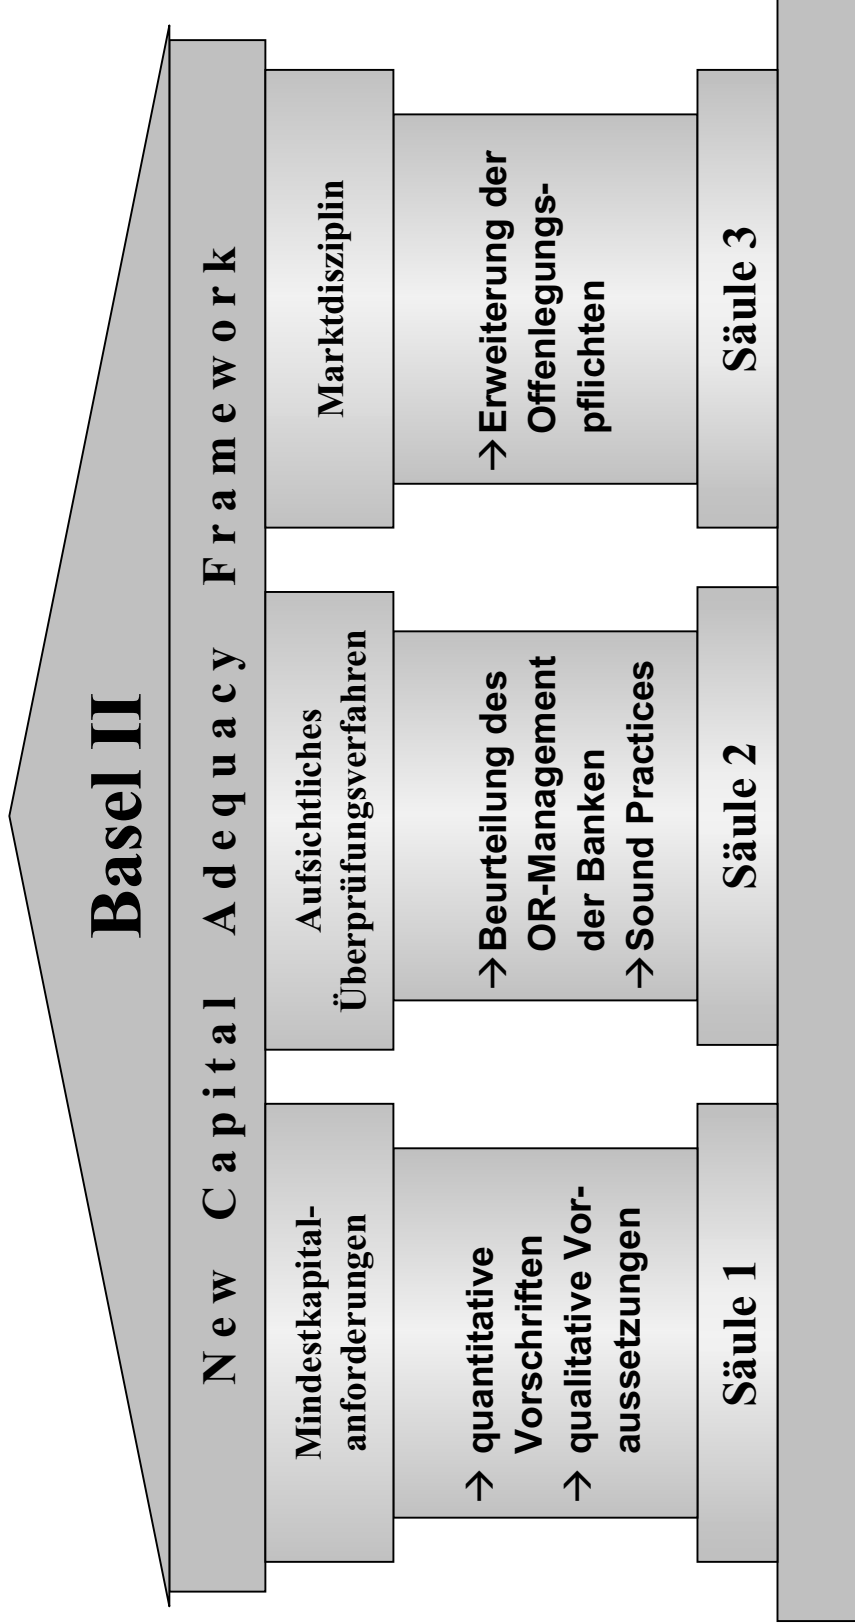 Basel II
New Capital Adequacy Framework
Mindestkapital-
anforderungen
→ quantitative
Vorschriften
→ qualitative Vor-
aussetzungen
Säule 1
Aufsichtliches
Überprüfungsverfahren
→Beurteilung des
OR-Management
der Banken
→Sound Practices
Säule 2
Marktdisziplin
→Erweiterung der
Offenlegungs-
pflichten
Säule 3